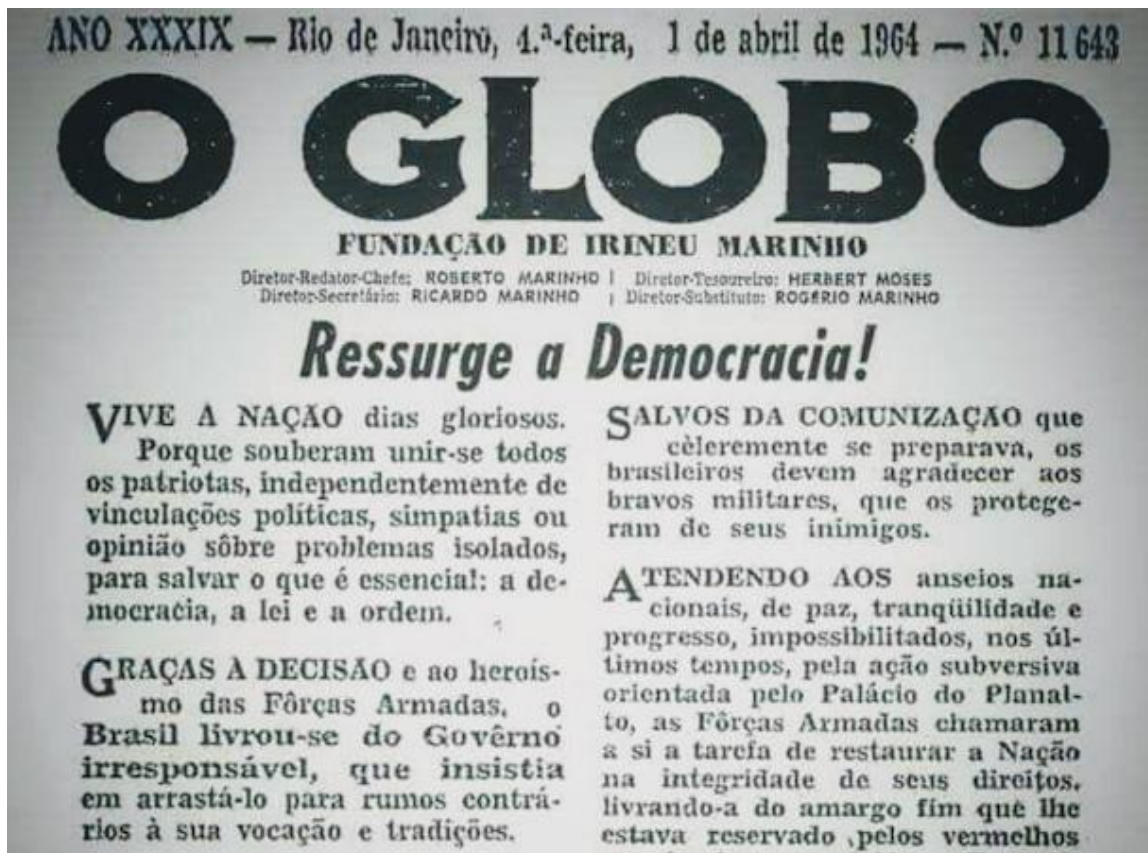 ANO XXXIX — Rio de Janeiro, 4.ª-feira, 1 de abril de 1964 — N.º 11643
O GLOBO
FUNDAÇÃO DE IRINEU MARINHO
Diretor-Redator-Chefe: ROBERTO MARINHO | Diretor-Tesoureiro: HERBERT MOSES
Diretor-Secretário: RICARDO MARINHO | Diretor-Substituto: ROGÉRIO MARINHO
Ressurge a Democracia!
VIVE A NAÇÃO dias gloriosos.
Porque souberam unir-se todos
os patriotas, independentemente de
vinculações políticas, simpatias ou
opinião sôbre problemas isolados,
para salvar o que é essencial: a de-
mocracia, a lei e a ordem.
GRAÇAS À DECISÃO e ao heroís-
mo das Fôrças Armadas, o
Brasil livrou-se do Govêrno
irresponsável, que insistia
em arrastá-lo para rumos contrá-
rios à sua vocação e tradições.
SALVOS DA COMUNIZAÇÃO que
cèleremente se preparava, os
brasileiros devem agradecer aos
bravos militares, que os protege-
ram de seus inimigos.
ATENDENDO AOS anseios na-
cionais, de paz, tranqüilidade e
progresso, impossibilitados, nos úl-
timos tempos, pela ação subversiva
orientada pelo Palácio do Planal-
to, as Fôrças Armadas chamaram
a si a tarefa de restaurar a Nação
na integridade de seus direitos,
livrando-a do amargo fim que lhe
estava reservado pelos vermelhos